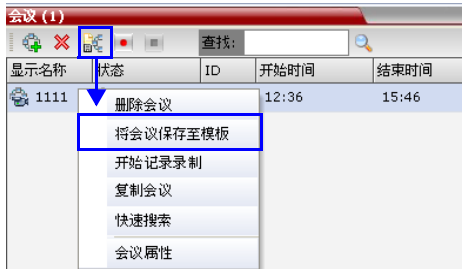 会议 (1)
查找:
显示名称 状态 ID 开始时间 结束时间
1111 12:36 15:46
删除会议
将会议保存至模板
开始记录录制
复制会议
快速搜索
会议属性